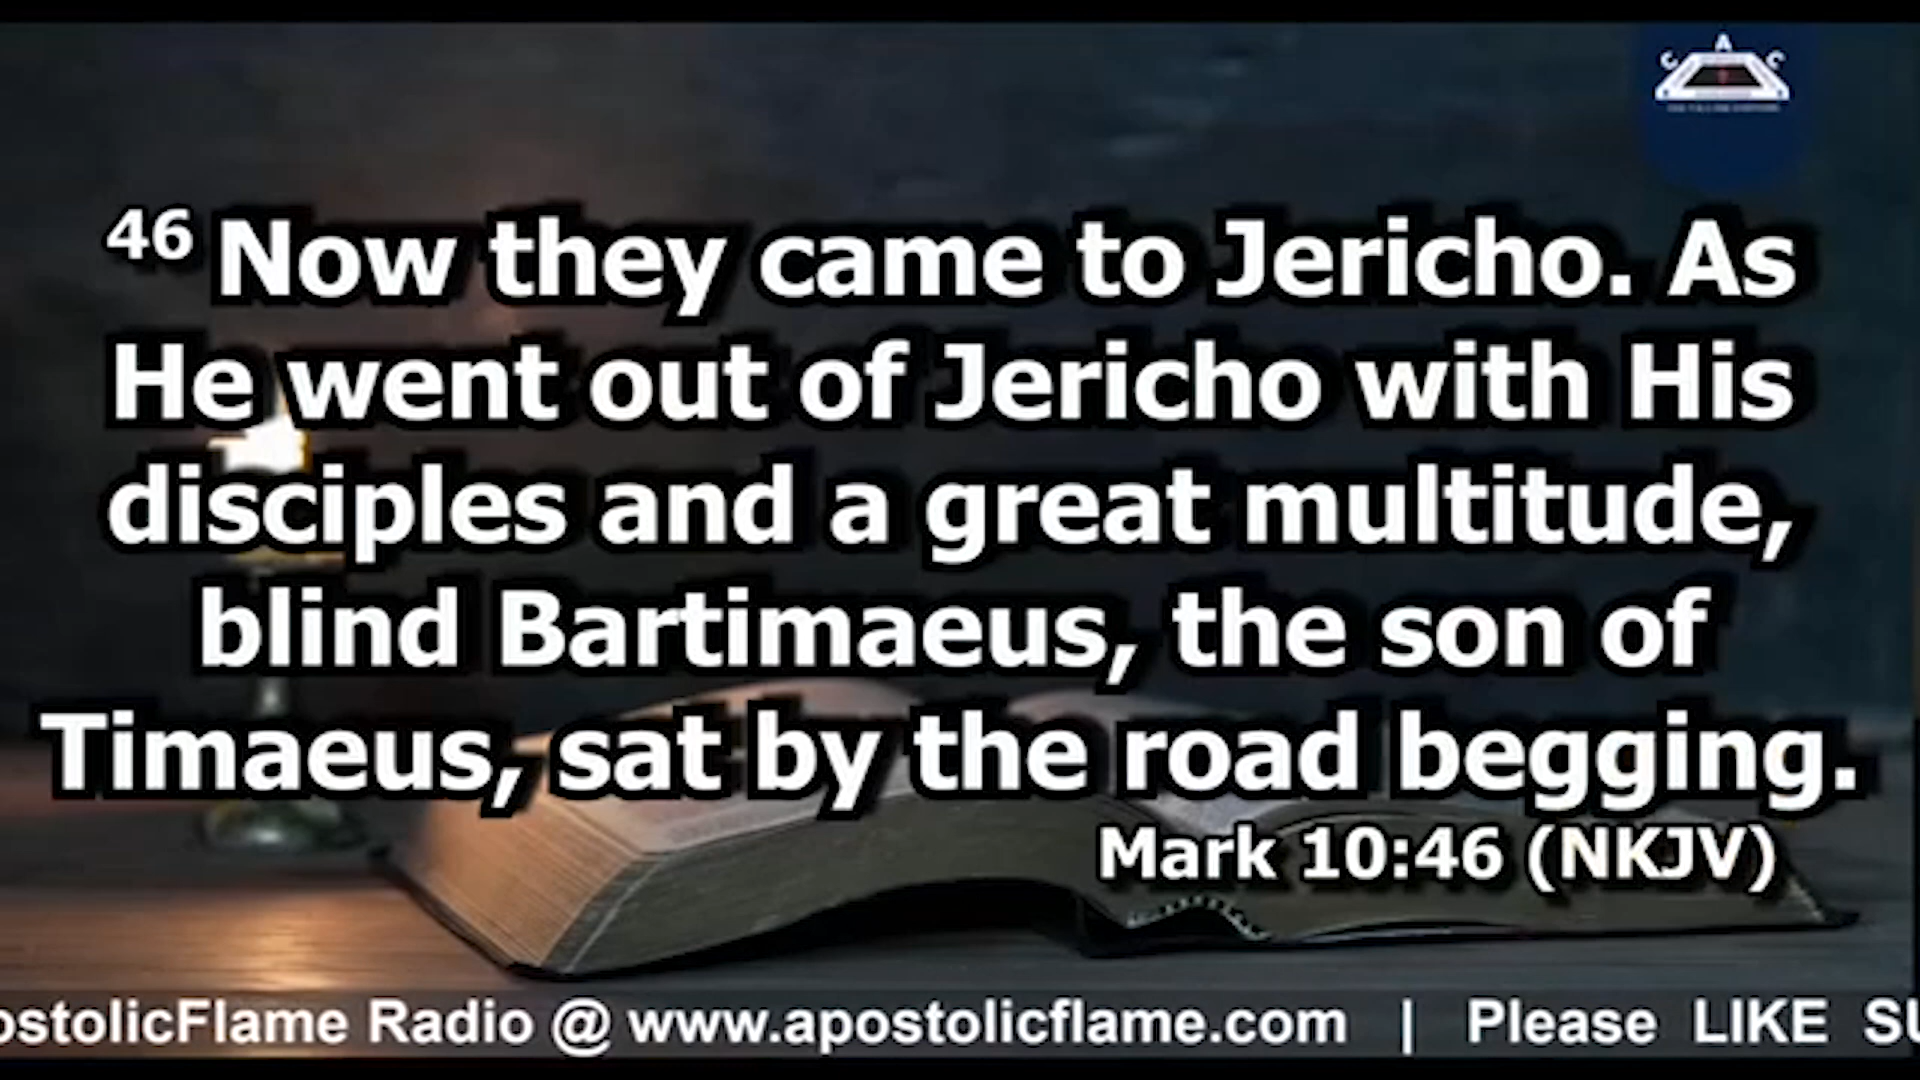 C A C
46 Now they came to Jericho. As
He went out of Jericho with His
disciples and a great multitude,
blind Bartimaeus, the son of
Timaeus, sat by the road begging.
Mark 10:46 (NKJV)
ostolicFlame Radio @ www.apostolicflame.com | Please LIKE SU